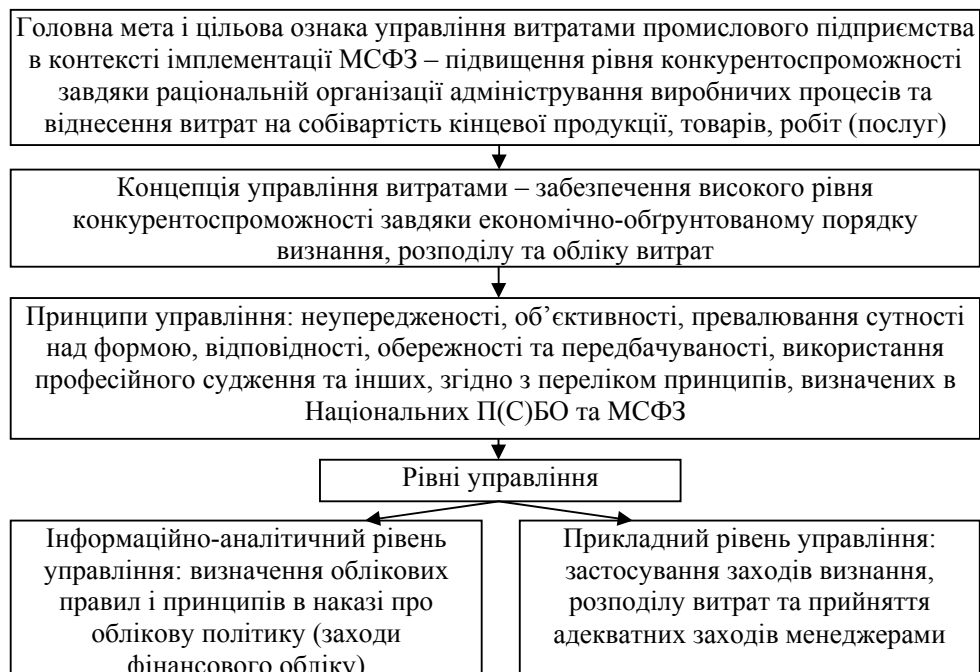 Головна мета і цільова ознака управління витратами промислового підприємства
в контексті імплементації МСФЗ – підвищення рівня конкурентоспроможності
завдяки раціональній організації адміністрування виробничих процесів та
віднесення витрат на собівартість кінцевої продукції, товарів, робіт (послуг)
Концепція управління витратами – забезпечення високого рівня
конкурентоспроможності завдяки економічно-обґрунтованому порядку
визнання, розподілу та обліку витрат
Принципи управління: неупередженості, об’єктивності, превалювання сутності
над формою, відповідності, обережності та передбачуваності, використання
професійного судження та інших, згідно з переліком принципів, визначених в
Національних П(С)БО та МСФЗ
Рівні управління
Інформаційно-аналітичний рівень
управління: визначення облікових
правил і принципів в наказі про
облікову політику (заходи
фінансового обліку)
Прикладний рівень управління:
застосування заходів визнання,
розподілу витрат та прийняття
адекватних заходів менеджерами